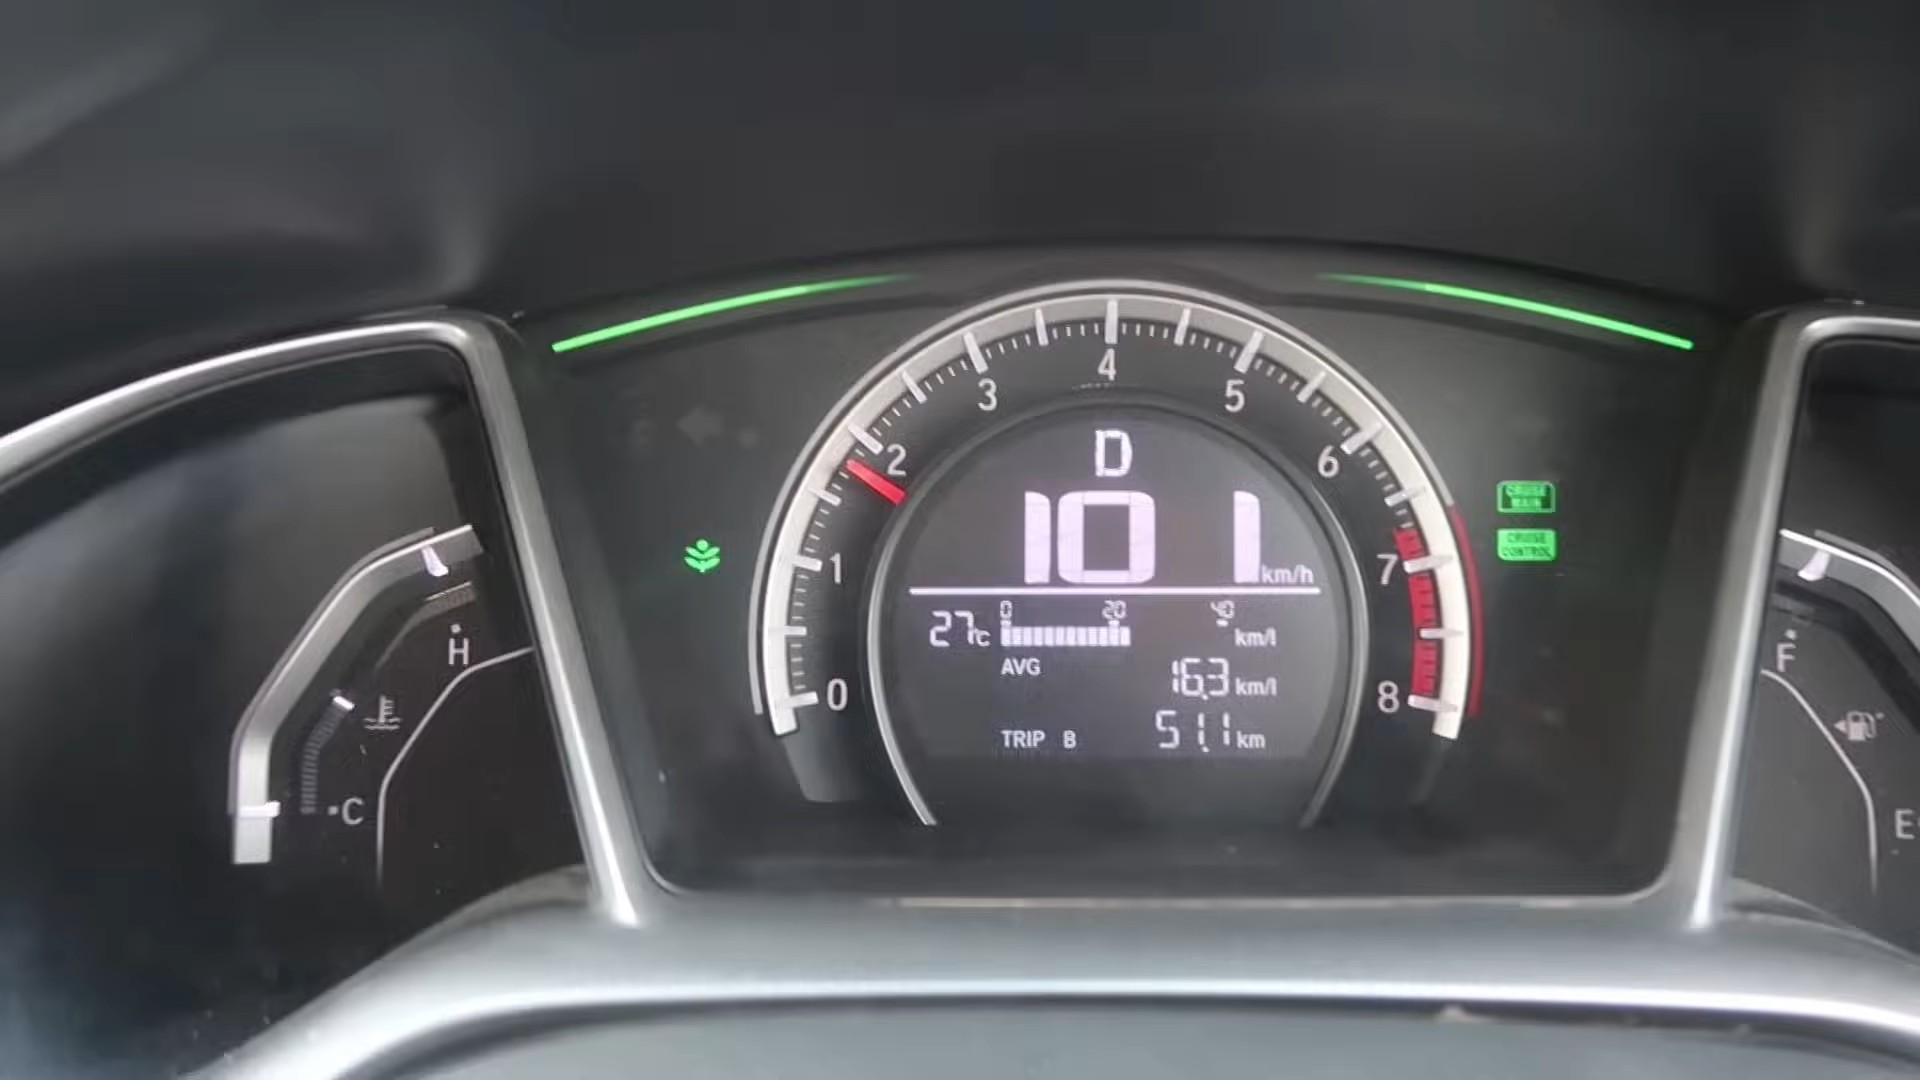 4
3
5
2
6
D
101 km/h
1
7
CRUISE MAIN
CRUISE CONTROL
0 20 40
27°C
km/l
AVG
16.3 km/l
0
8
TRIP B 51.1 km
H
C
F
E